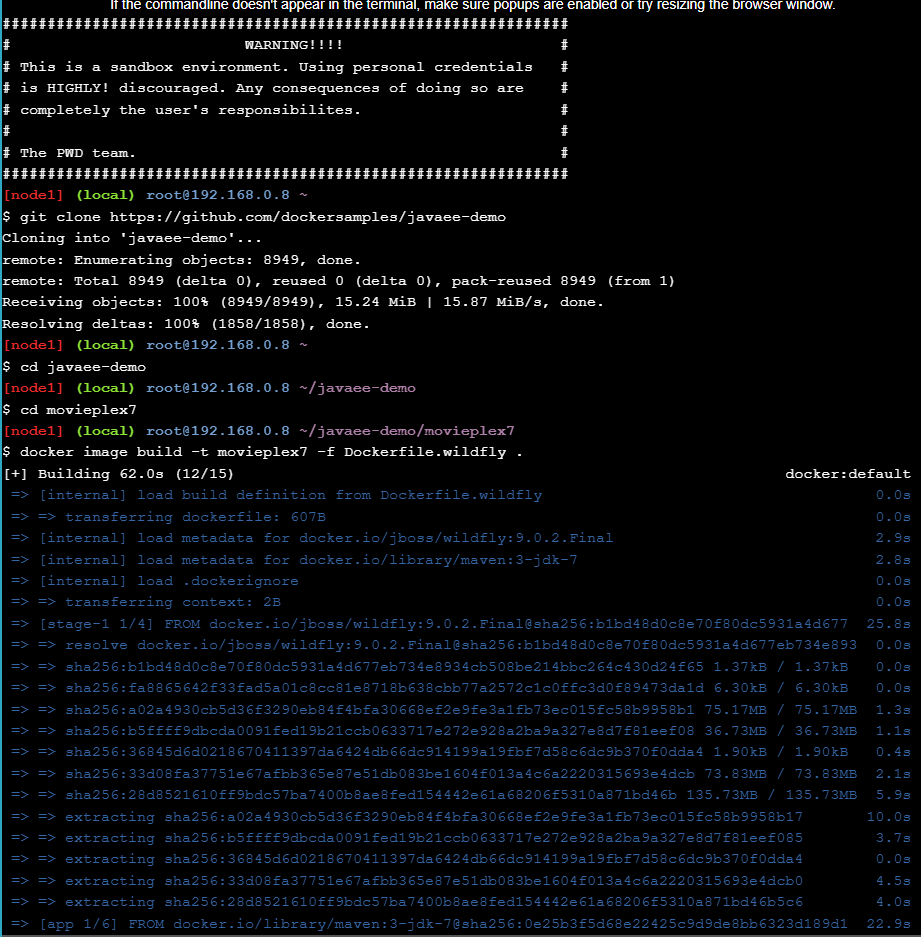 If the commandline doesn't appear in the terminal, make sure popups are enabled or try resizing the browser window.
###############################################################
#                          WARNING!!!!                        #
# This is a sandbox environment. Using personal credentials   #
# is HIGHLY! discouraged. Any consequences of doing so are    #
# completely the user's responsibilites.                      #
#                                                             #
# The PWD team.                                               #
###############################################################
[node1] (local) root@192.168.0.8 ~
$ git clone https://github.com/dockersamples/javaee-demo
Cloning into 'javaee-demo'...
remote: Enumerating objects: 8949, done.
remote: Total 8949 (delta 0), reused 0 (delta 0), pack-reused 8949 (from 1)
Receiving objects: 100% (8949/8949), 15.24 MiB | 15.87 MiB/s, done.
Resolving deltas: 100% (1858/1858), done.
[node1] (local) root@192.168.0.8 ~
$ cd javaee-demo
[node1] (local) root@192.168.0.8 ~/javaee-demo
$ cd movieplex7
[node1] (local) root@192.168.0.8 ~/javaee-demo/movieplex7
$ docker image build -t movieplex7 -f Dockerfile.wildfly .
[+] Building 62.0s (12/15) docker:default
=> [internal] load build definition from Dockerfile.wildfly 0.0s
=> => transferring dockerfile: 607B 0.0s
=> [internal] load metadata for docker.io/jboss/wildfly:9.0.2.Final 2.9s
=> [internal] load metadata for docker.io/library/maven:3-jdk-7 2.8s
=> [internal] load .dockerignore 0.0s
=> => transferring context: 2B 0.0s
=> [stage-1 1/4] FROM docker.io/jboss/wildfly:9.0.2.Final@sha256:b1bd48d0c8e70f80dc5931a4d677 25.8s
=> => resolve docker.io/jboss/wildfly:9.0.2.Final@sha256:b1bd48d0c8e70f80dc5931a4d677eb734e893 0.0s
=> => sha256:b1bd48d0c8e70f80dc5931a4d677eb734e8934cb508be214bbc264c430d24f65 1.37kB / 1.37kB 0.0s
=> => sha256:fa8865642f33fad5a01c8cc81e8718b638cbb77a2572c1c0ffc3d0f89473da1d 6.30kB / 6.30kB 0.0s
=> => sha256:a02a4930cb5d36f3290eb84f4bfa30668ef2e9fe3a1fb73ec015fc58b9958b1 75.17MB / 75.17MB 1.3s
=> => sha256:b5ffff9dbcda0091fed19b21ccb0633717e272e928a2ba9a327e8d7f81eef08 36.73MB / 36.73MB 1.1s
=> => sha256:36845d6d0218670411397da6424db66dc914199a19fbf7d58c6dc9b370f0dda4 1.90kB / 1.90kB 0.4s
=> => sha256:33d08fa37751e67afbb365e87e51db083be1604f013a4c6a2220315693e4dcb 73.83MB / 73.83MB 2.1s
=> => sha256:28d8521610ff9bdc57ba7400b8ae8fed154442e61a68206f5310a871bd46b 135.73MB / 135.73MB 5.9s
=> => extracting sha256:a02a4930cb5d36f3290eb84f4bfa30668ef2e9fe3a1fb73ec015fc58b9958b17 10.0s
=> => extracting sha256:b5ffff9dbcda0091fed19b21ccb0633717e272e928a2ba9a327e8d7f81eef085 3.7s
=> => extracting sha256:36845d6d0218670411397da6424db66dc914199a19fbf7d58c6dc9b370f0dda4 0.0s
=> => extracting sha256:33d08fa37751e67afbb365e87e51db083be1604f013a4c6a2220315693e4dcb0 4.5s
=> => extracting sha256:28d8521610ff9bdc57ba7400b8ae8fed154442e61a68206f5310a871bd46b5c6 4.0s
=> [app 1/6] FROM docker.io/library/maven:3-jdk-7@sha256:0e25b3f5d68e22425c9d9de8bb6323d189d1 22.9s